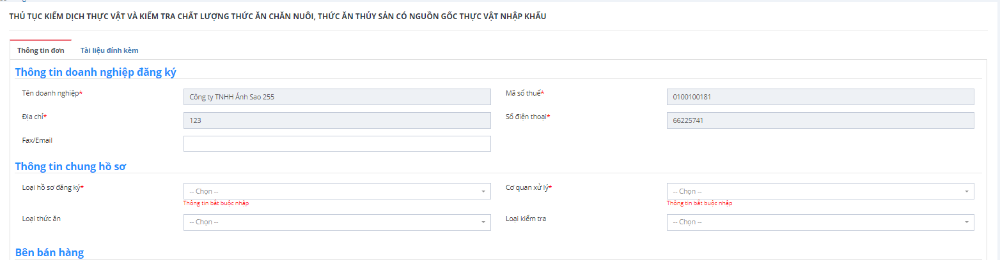 THỦ TỤC KIỂM DỊCH THỰC VẬT VÀ KIỂM TRA CHẤT LƯỢNG THỨC ĂN CHĂN NUÔI, THỨC ĂN THỦY SẢN CÓ NGUỒN GỐC THỰC VẬT NHẬP KHẨU
Thông tin đơn Tài liệu đính kèm
Thông tin doanh nghiệp đăng ký
Tên doanh nghiệp* Công ty TNHH Ánh Sao 255 Mã số thuế* 0100100181
Địa chỉ* 123 Số điện thoại* 66225741
Fax/Email
Thông tin chung hồ sơ
Loại hồ sơ đăng ký* -- Chọn -- Cơ quan xử lý* -- Chọn --
Thông tin bắt buộc nhập Thông tin bắt buộc nhập
Loại thức ăn -- Chọn -- Loại kiểm tra -- Chọn --
Bên bán hàng